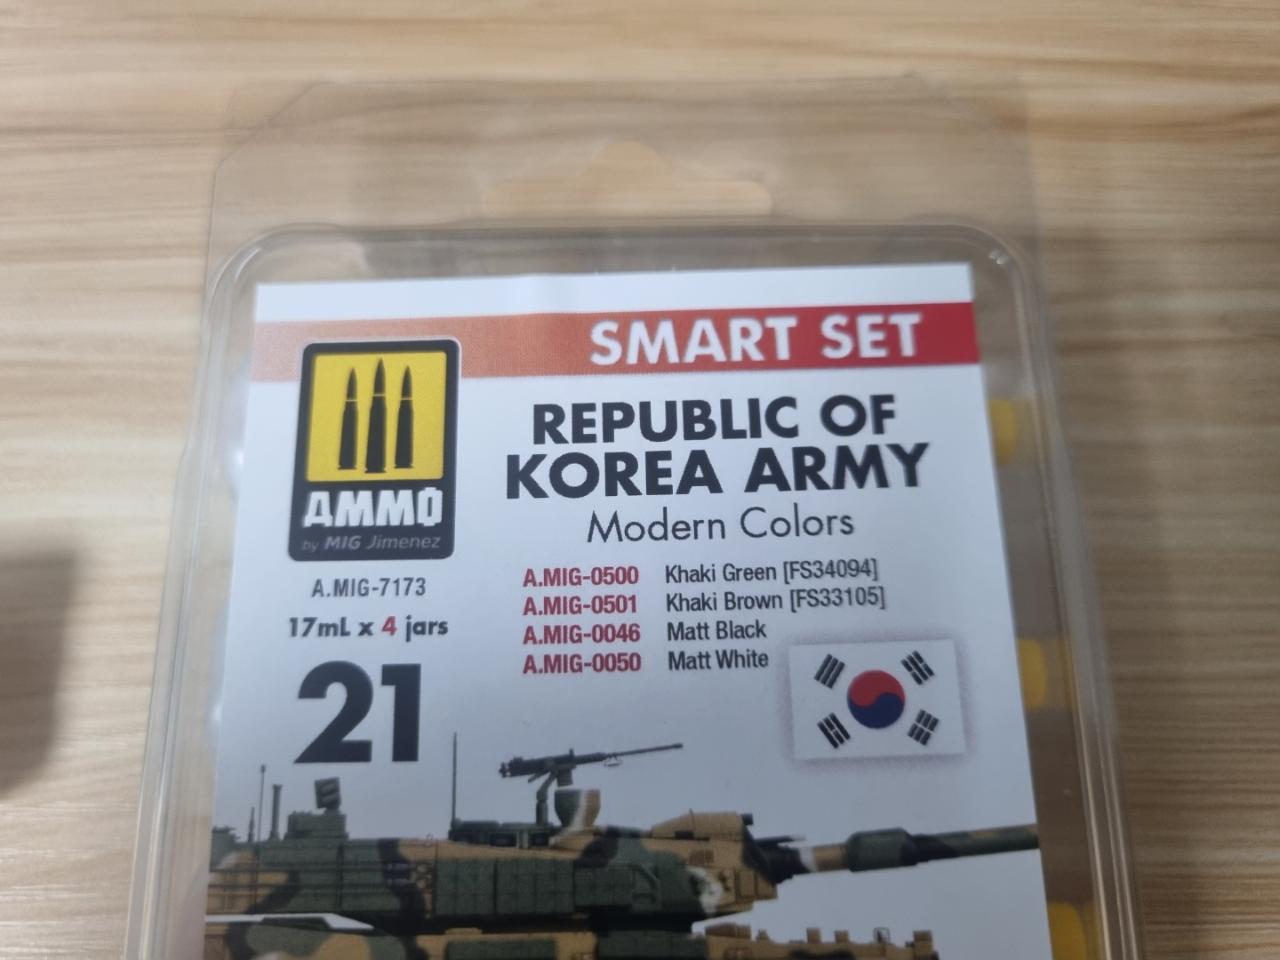 SMART SET
AMMO
by MIG Jimenez
REPUBLIC OF
KOREA ARMY
Modern Colors
A.MIG-7173
17mL x 4 jars
21
A.MIG-0500 Khaki Green [FS34094]
A.MIG-0501 Khaki Brown [FS33105]
A.MIG-0046 Matt Black
A.MIG-0050 Matt White